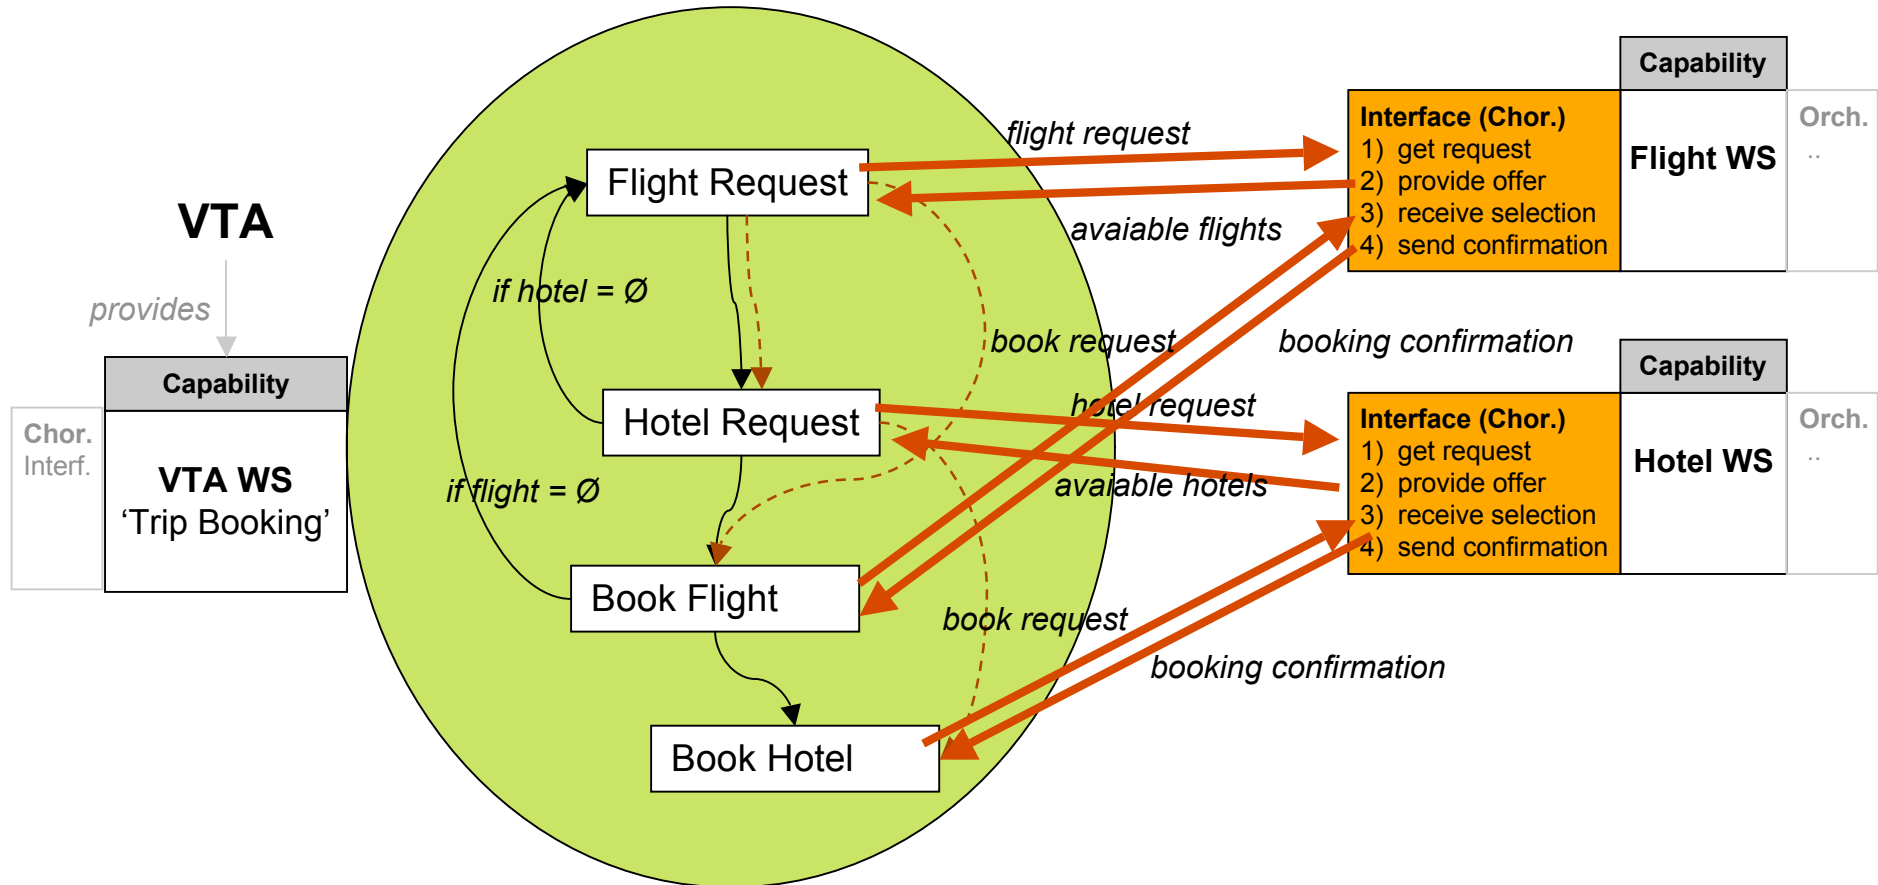 VTA
provides
Capability
Chor.
Interf.
VTA WS
‘Trip Booking’
Flight Request
if hotel = Ø
Hotel Request
if flight = Ø
Book Flight
Book Hotel
flight request
avaiable flights
book request
booking confirmation
hotel request
avaiable hotels
book request
booking confirmation
Capability
Interface (Chor.)
1) get request
2) provide offer
3) receive selection
4) send confirmation
Flight WS
Orch.
..
Capability
Interface (Chor.)
1) get request
2) provide offer
3) receive selection
4) send confirmation
Hotel WS
Orch.
..